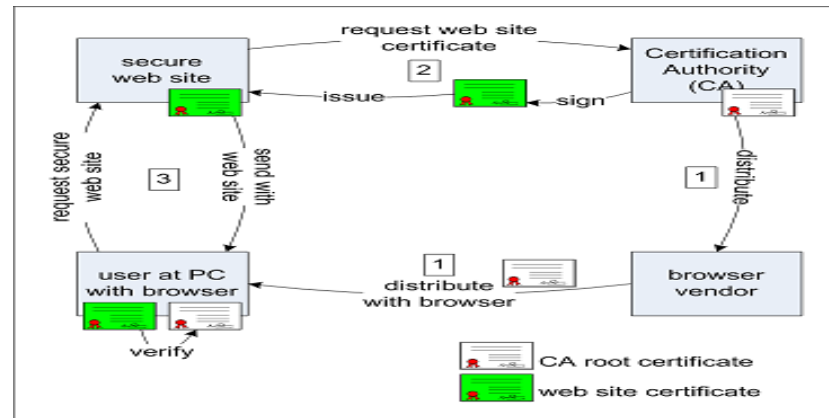 request web site
certificate
secure
web site
2
Certification
Authority
(CA)
issue
sign
request secure
web site
3
send with
web site
1
distribute
user at PC
with browser
1
distribute
with browser
browser
vendor
verify
CA root certificate
web site certificate